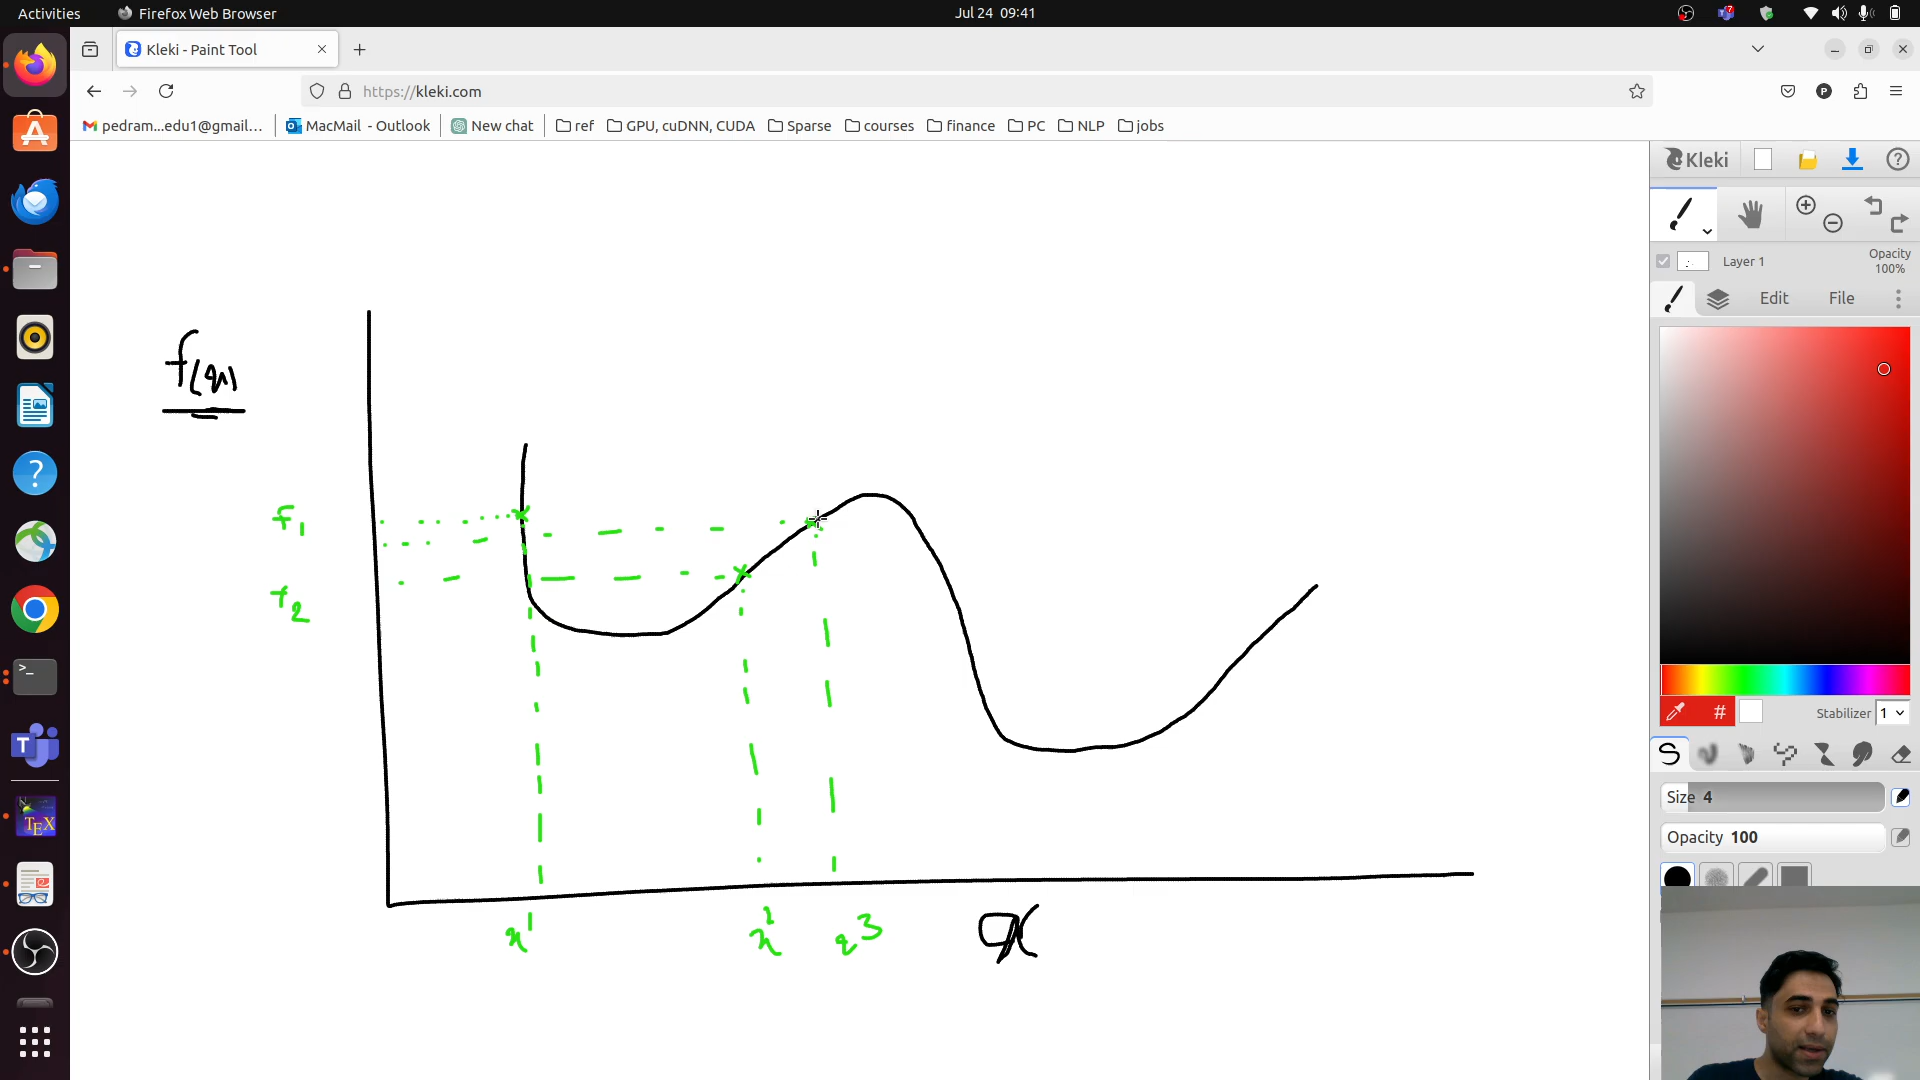 Activities Firefox Web Browser Jul 24 09:41
Kleki - Paint Tool
https://kleki.com
pedram...edu1@gmail... MacMail - Outlook New chat ref GPU, cuDNN, CUDA Sparse courses finance PC NLP jobs
Kleki
Layer 1 Opacity 100%
Edit File
# Stabilizer 1
Size 4
Opacity 100
f(x)
f1
f2
x1 x2 x3 x